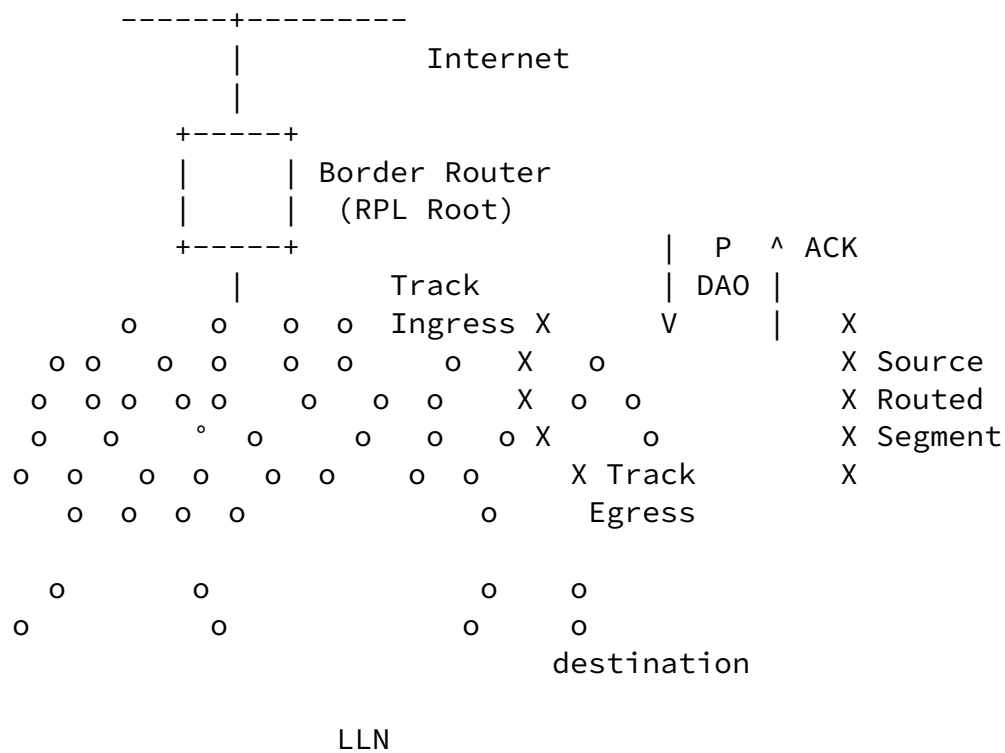 ------+---------
|          Internet
|
+-----+
|     | Border Router
|     |  (RPL Root)
+-----+                    |  P  ^ ACK
|        Track              | DAO |
o    o   o  o  Ingress X      V     |   X
o o   o  o   o  o     o   X   o             X Source
o  o o  o o    o   o  o    X  o  o           X Routed
o   o    °  o     o   o   o X     o          X Segment
o  o   o  o   o  o    o  o     X Track        X
o  o  o  o             o     Egress
o       o               o    o
o          o             o     o
destination
LLN